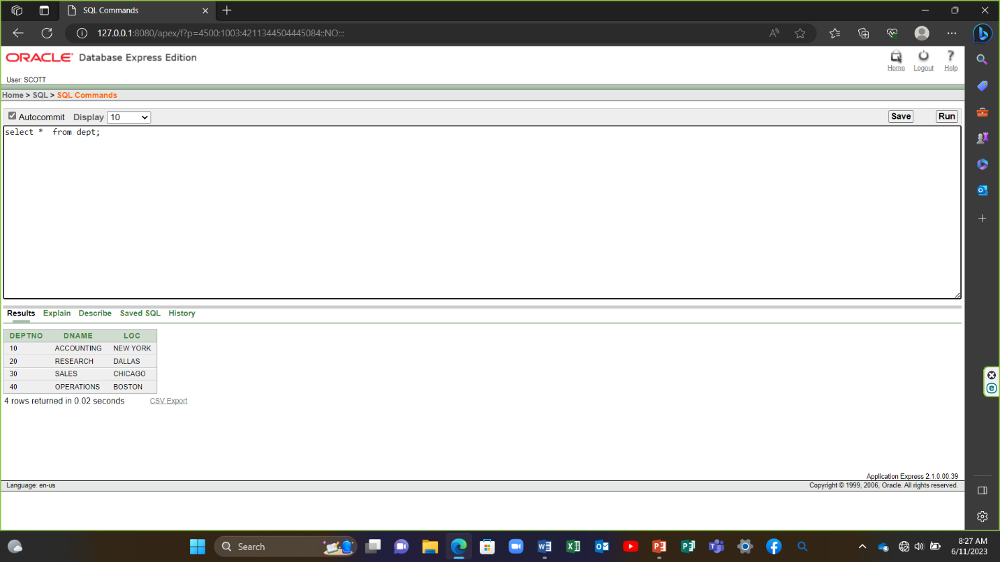 SQL Commands
127.0.0.1:8080/apex/f?p=4500:1003:4211344504445084::NO:::
ORACLE Database Express Edition
Home Logout Help
User: SCOTT
Home > SQL > SQL Commands
Autocommit Display 10 Save Run
select * from dept;
Results Explain Describe Saved SQL History
DEPTNO DNAME LOC
10 ACCOUNTING NEW YORK
20 RESEARCH DALLAS
30 SALES CHICAGO
40 OPERATIONS BOSTON
4 rows returned in 0.02 seconds CSV Export
Application Express 2.1.0.00.39
Language: en-us Copyright © 1999, 2006, Oracle. All rights reserved.
Search
8:27 AM
6/11/2023